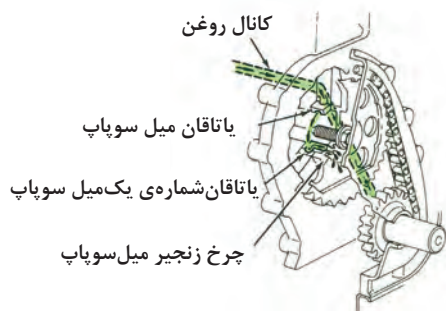 کانال روغن
یاتاقان میل سوپاپ
یاتاقان‌شماره‌ی یک‌میل سوپاپ
چرخ زنجیر میل‌سوپاپ